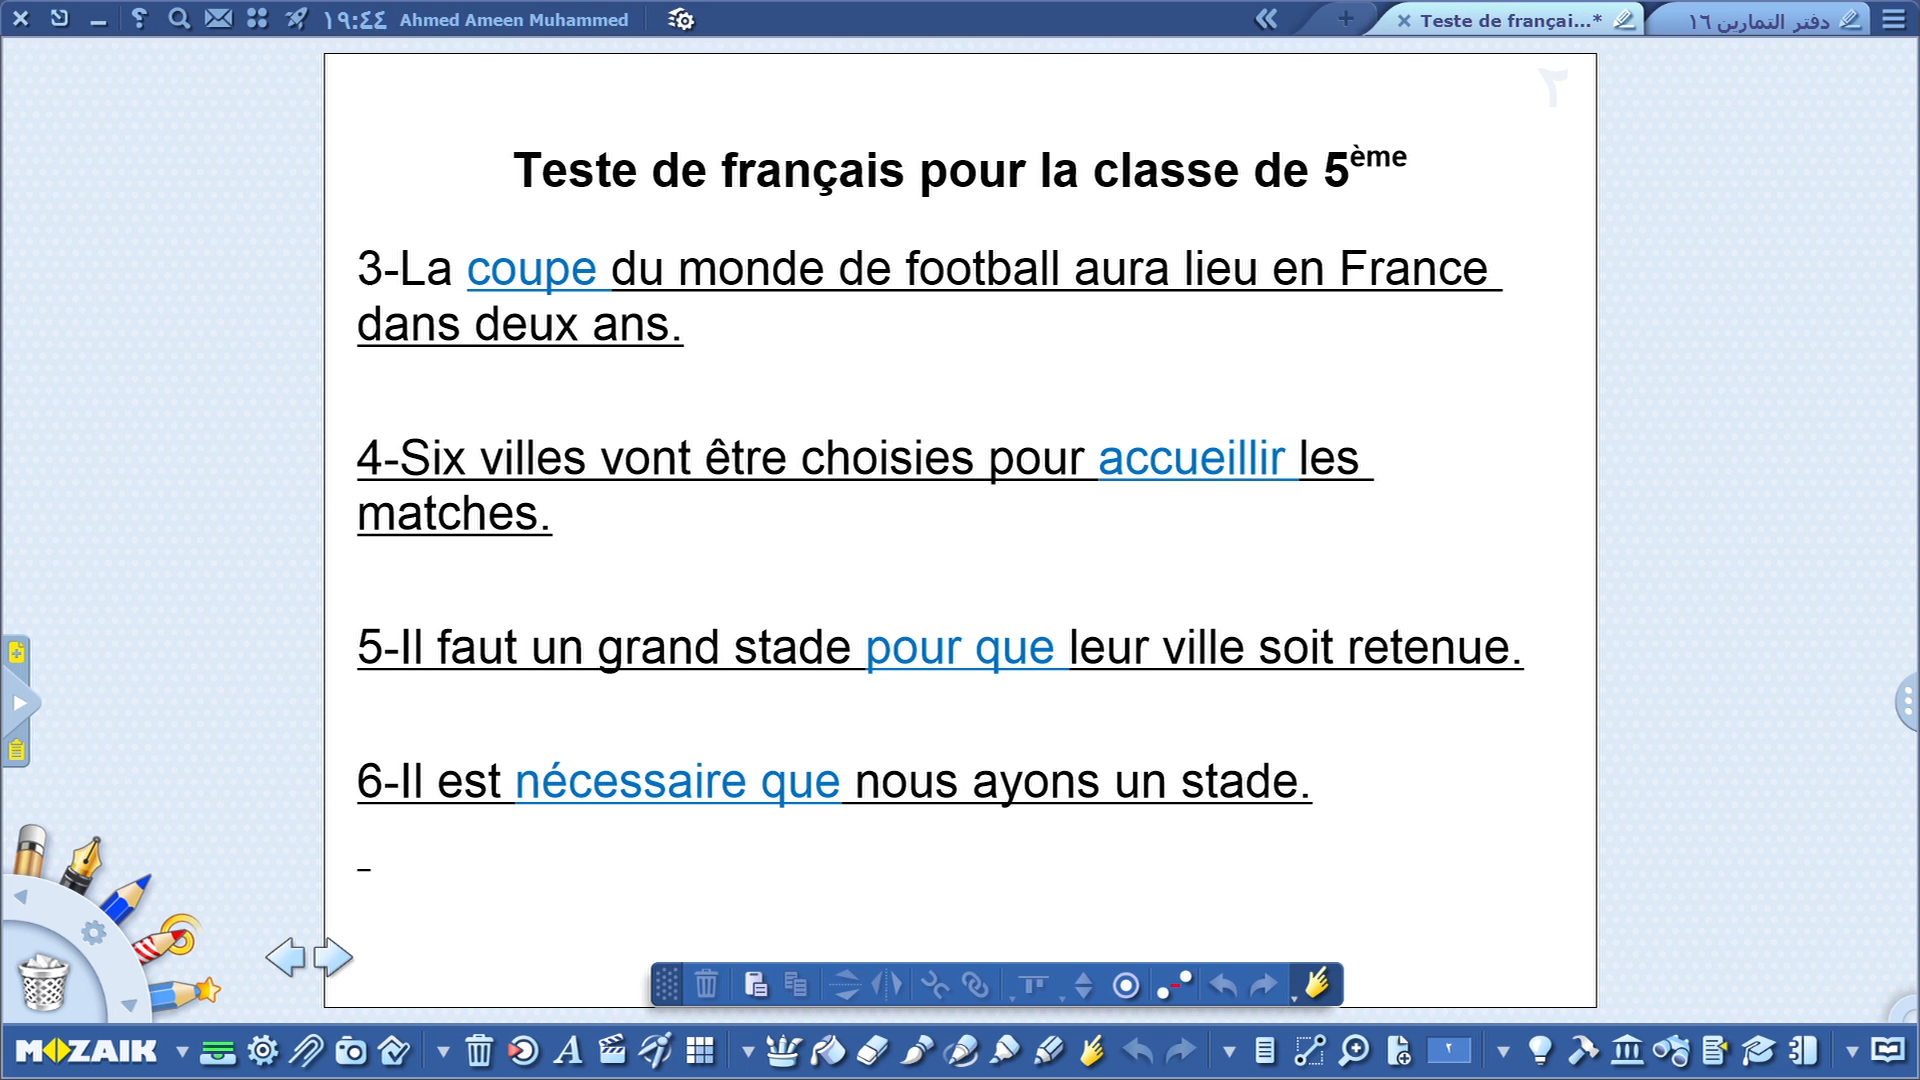 ١٩:٤٤ Ahmed Ameen Muhammed
Teste de françai...*
دفتر التمارين ١٦
٢
Teste de français pour la classe de 5ème
3-La coupe du monde de football aura lieu en France
dans deux ans.
4-Six villes vont être choisies pour accueillir les
matches.
5-Il faut un grand stade pour que leur ville soit retenue.
6-Il est nécessaire que nous ayons un stade.
MOZAIK
٢